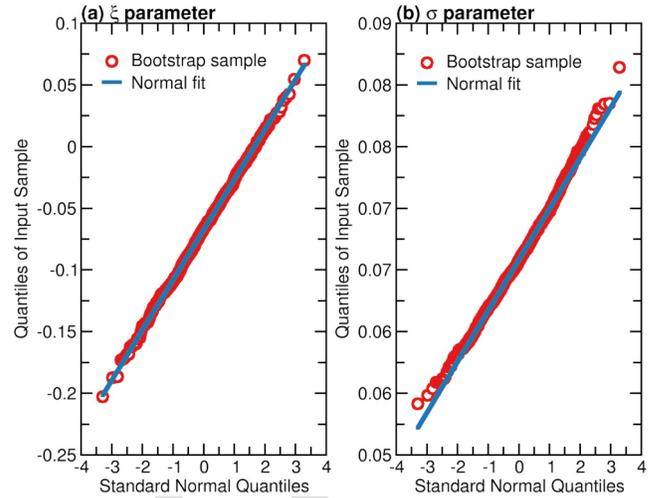 (a) ξ parameter
(b) σ parameter
Bootstrap sample
Normal fit
Bootstrap sample
Normal fit
Quantiles of Input Sample
0.1
0.05
0
-0.05
-0.1
-0.15
-0.2
-0.25
-4 -3 -2 -1 0 1 2 3 4
Standard Normal Quantiles
Quantiles of Input Sample
0.09
0.08
0.08
0.07
0.07
0.06
0.06
0.05
-4 -3 -2 -1 0 1 2 3 4
Standard Normal Quantiles